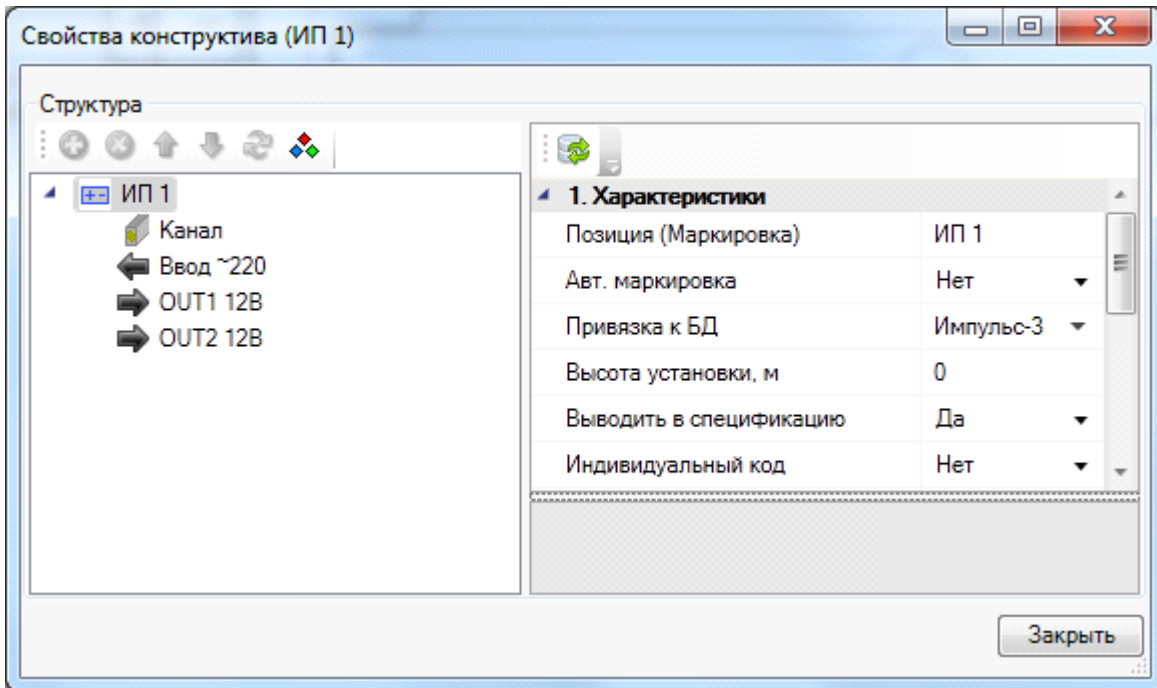 Свойства конструктива (ИП 1)
Структура
ИП 1
Канал
Ввод ~220
OUT1 12В
OUT2 12В
1. Характеристики
Позиция (Маркировка) ИП 1
Авт. маркировка Нет
Привязка к БД Импульс-3
Высота установки, м 0
Выводить в спецификацию Да
Индивидуальный код Нет
Закрыть